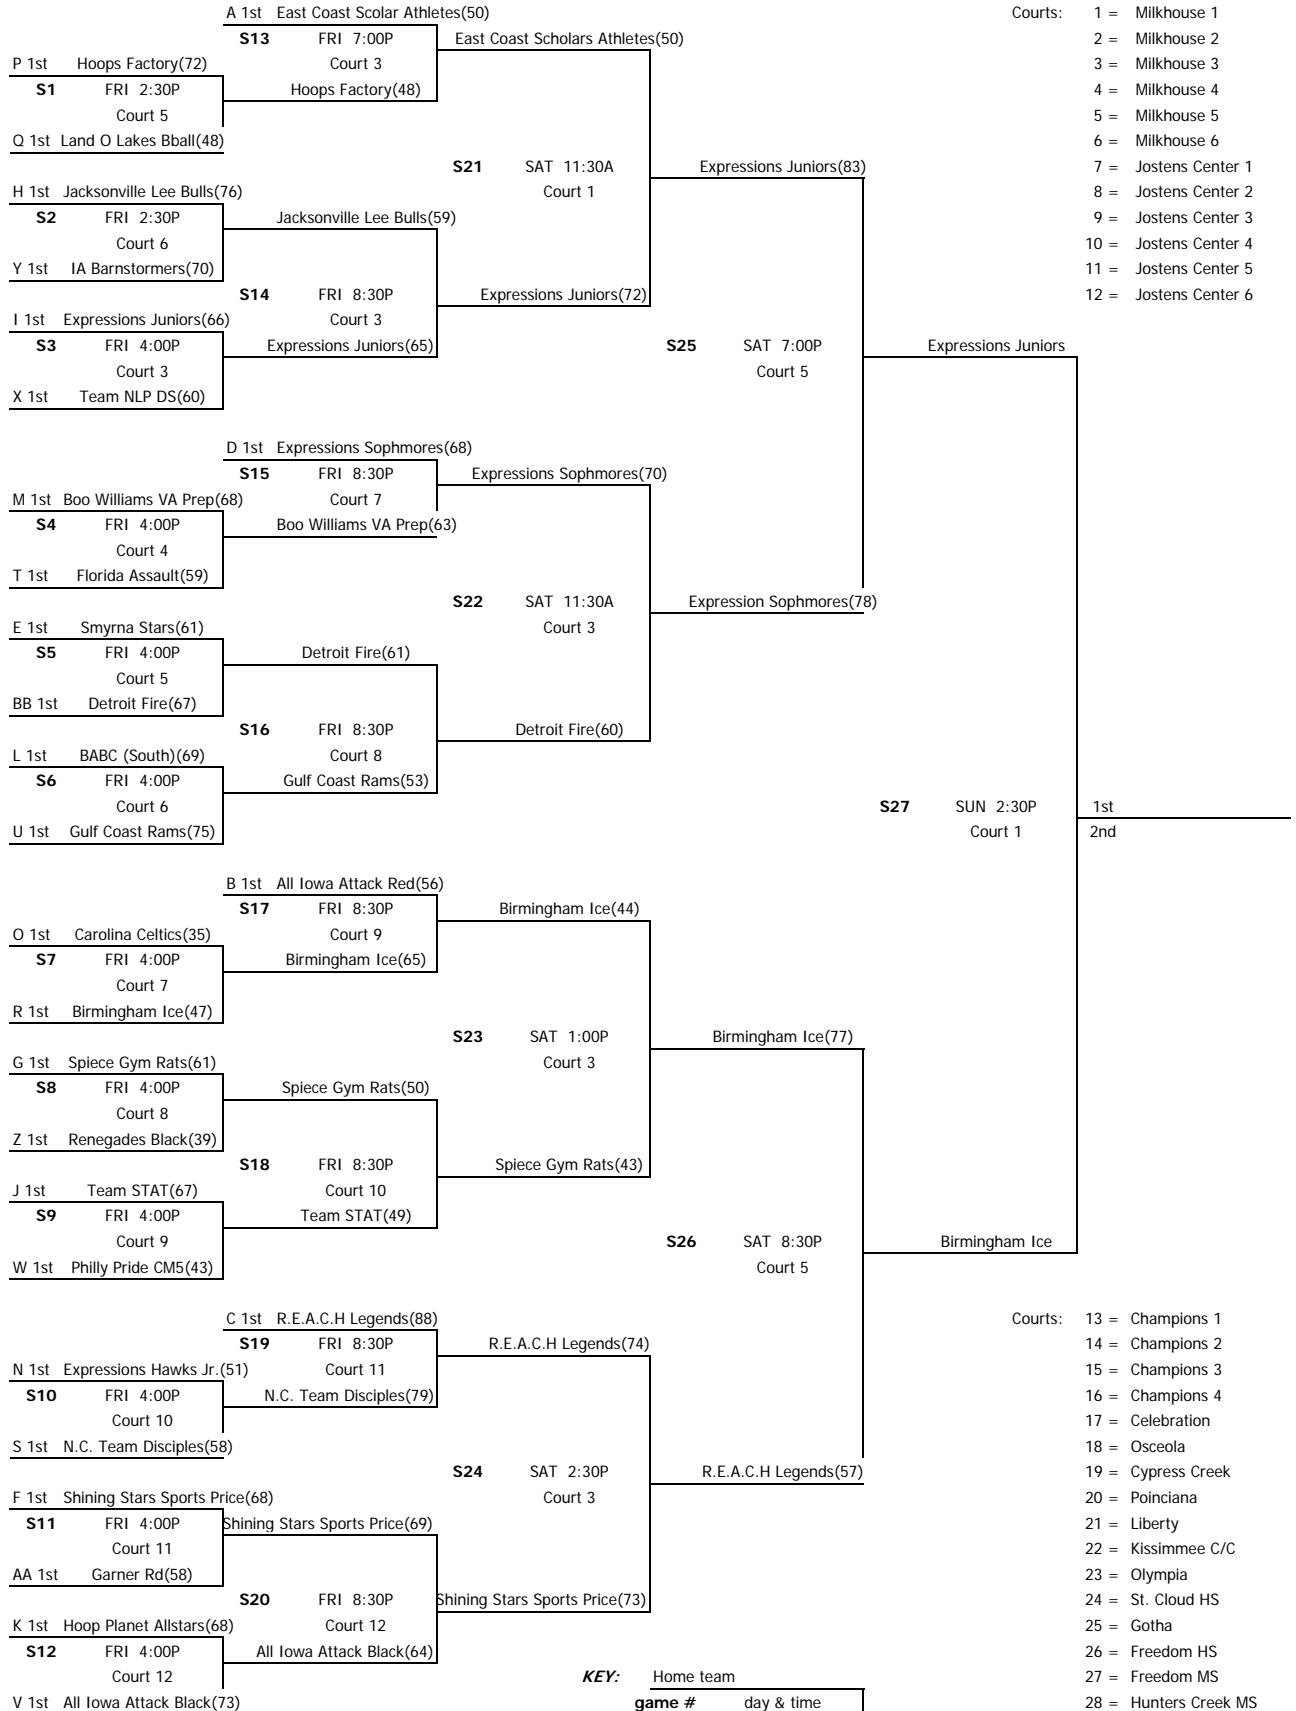 A 1st East Coast Scolar Athletes(50) Courts: 1 = Milkhouse 1
S13 FRI 7:00P East Coast Scholars Athletes(50) 2 = Milkhouse 2
P 1st Hoops Factory(72) Court 3 3 = Milkhouse 3
S1 FRI 2:30P Hoops Factory(48) 4 = Milkhouse 4
Court 5 5 = Milkhouse 5
Q 1st Land O Lakes Bball(48) 6 = Milkhouse 6
S21 SAT 11:30A Expressions Juniors(83) 7 = Jostens Center 1
H 1st Jacksonville Lee Bulls(76) Court 1 8 = Jostens Center 2
S2 FRI 2:30P Jacksonville Lee Bulls(59) 9 = Jostens Center 3
Court 6 10 = Jostens Center 4
Y 1st IA Barnstormers(70) 11 = Jostens Center 5
S14 FRI 8:30P Expressions Juniors(72) 12 = Jostens Center 6
I 1st Expressions Juniors(66) Court 3
S3 FRI 4:00P Expressions Juniors(65) S25 SAT 7:00P Expressions Juniors
Court 3 Court 5
X 1st Team NLP DS(60)
D 1st Expressions Sophmores(68)
S15 FRI 8:30P Expressions Sophmores(70)
M 1st Boo Williams VA Prep(68) Court 7
S4 FRI 4:00P Boo Williams VA Prep(63)
Court 4
T 1st Florida Assault(59)
S22 SAT 11:30A Expression Sophmores(78)
E 1st Smyrna Stars(61) Court 3
S5 FRI 4:00P Detroit Fire(61)
Court 5
BB 1st Detroit Fire(67)
S16 FRI 8:30P Detroit Fire(60)
L 1st BABC (South)(69) Court 8
S6 FRI 4:00P Gulf Coast Rams(53)
Court 6 S27 SUN 2:30P 1st
U 1st Gulf Coast Rams(75) Court 1 2nd
B 1st All Iowa Attack Red(56)
S17 FRI 8:30P Birmingham Ice(44)
O 1st Carolina Celtics(35) Court 9
S7 FRI 4:00P Birmingham Ice(65)
Court 7
R 1st Birmingham Ice(47)
S23 SAT 1:00P Birmingham Ice(77)
G 1st Spiece Gym Rats(61) Court 3
S8 FRI 4:00P Spiece Gym Rats(50)
Court 8
Z 1st Renegades Black(39)
S18 FRI 8:30P Spiece Gym Rats(43)
J 1st Team STAT(67) Court 10
S9 FRI 4:00P Team STAT(49)
Court 9 S26 SAT 8:30P Birmingham Ice
W 1st Philly Pride CM5(43) Court 5
C 1st R.E.A.C.H Legends(88) Courts: 13 = Champions 1
S19 FRI 8:30P R.E.A.C.H Legends(74) 14 = Champions 2
N 1st Expressions Hawks Jr.(51) Court 11 15 = Champions 3
S10 FRI 4:00P N.C. Team Disciples(79) 16 = Champions 4
Court 10 17 = Celebration
S 1st N.C. Team Disciples(58) 18 = Osceola
S24 SAT 2:30P R.E.A.C.H Legends(57) 19 = Cypress Creek
F 1st Shining Stars Sports Price(68) Court 3 20 = Poinciana
S11 FRI 4:00P Shining Stars Sports Price(69) 21 = Liberty
Court 11 22 = Kissimmee C/C
AA 1st Garner Rd(58) 23 = Olympia
S20 FRI 8:30P Shining Stars Sports Price(73) 24 = St. Cloud HS
K 1st Hoop Planet Allstars(68) Court 12 25 = Gotha
S12 FRI 4:00P All Iowa Attack Black(64) 26 = Freedom HS
Court 12 KEY: Home team 27 = Freedom MS
V 1st All Iowa Attack Black(73) game # day & time 28 = Hunters Creek MS